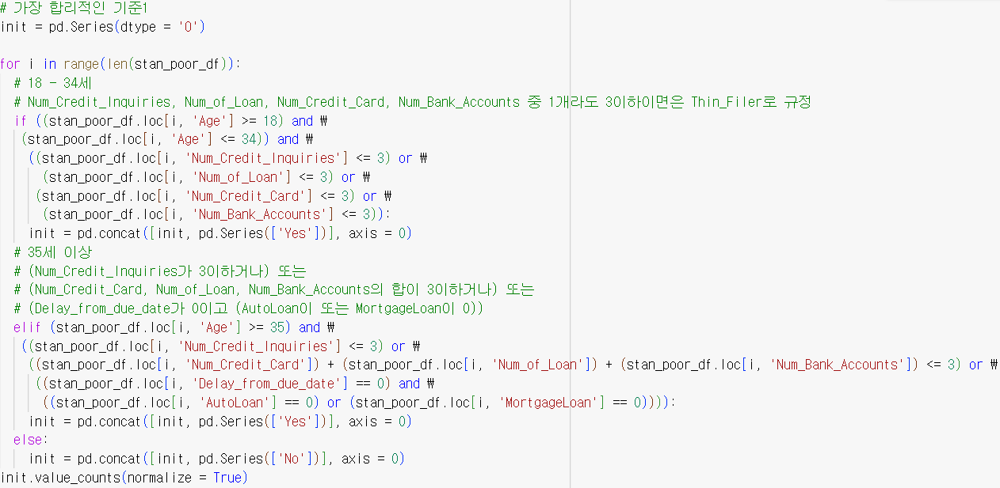 # 가장 합리적인 기준1
init = pd.Series(dtype = 'O')
for i in range(len(stan_poor_df)):
# 18 - 34세
# Num_Credit_Inquiries, Num_of_Loan, Num_Credit_Card, Num_Bank_Accounts 중 1개라도 3이하이면은 Thin_Filer로 규정
if ((stan_poor_df.loc[i, 'Age'] >= 18) and ₩
(stan_poor_df.loc[i, 'Age'] <= 34)) and ₩
((stan_poor_df.loc[i, 'Num_Credit_Inquiries'] <= 3) or ₩
(stan_poor_df.loc[i, 'Num_of_Loan'] <= 3) or ₩
(stan_poor_df.loc[i, 'Num_Credit_Card'] <= 3) or ₩
(stan_poor_df.loc[i, 'Num_Bank_Accounts'] <= 3)):
init = pd.concat([init, pd.Series(['Yes'])], axis = 0)
# 35세 이상
# (Num_Credit_Inquiries가 3이하거나) 또는
# (Num_Credit_Card, Num_of_Loan, Num_Bank_Accounts의 합이 3이하거나) 또는
# (Delay_from_due_date가 0이고 (AutoLoan이 또는 MortgageLoan이 0))
elif (stan_poor_df.loc[i, 'Age'] >= 35) and ₩
((stan_poor_df.loc[i, 'Num_Credit_Inquiries'] <= 3) or ₩
((stan_poor_df.loc[i, 'Num_Credit_Card']) + (stan_poor_df.loc[i, 'Num_of_Loan']) + (stan_poor_df.loc[i, 'Num_Bank_Accounts']) <= 3) or ₩
((stan_poor_df.loc[i, 'Delay_from_due_date'] == 0) and ₩
((stan_poor_df.loc[i, 'AutoLoan'] == 0) or (stan_poor_df.loc[i, 'MortgageLoan'] == 0)))):
init = pd.concat([init, pd.Series(['Yes'])], axis = 0)
else:
init = pd.concat([init, pd.Series(['No'])], axis = 0)
init.value_counts(normalize = True)